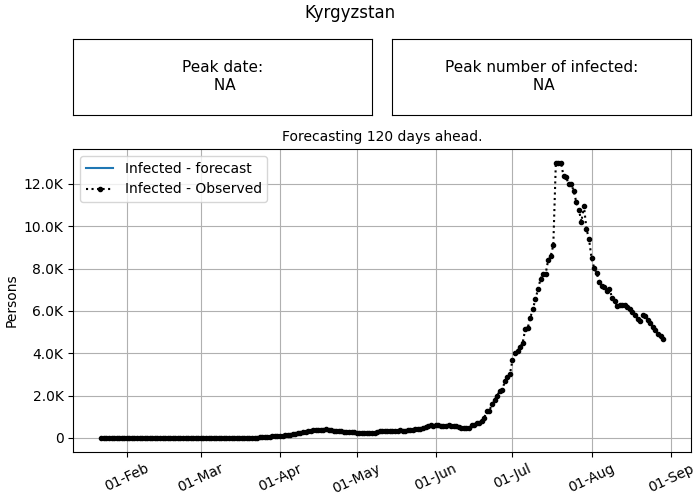 Kyrgyzstan
Peak date:
NA
Peak number of infected:
NA
Forecasting 120 days ahead.
Infected - forecast
Infected - Observed
Persons
12.0K
10.0K
8.0K
6.0K
4.0K
2.0K
0
01-Feb
01-Mar
01-Apr
01-May
01-Jun
01-Jul
01-Aug
01-Sep